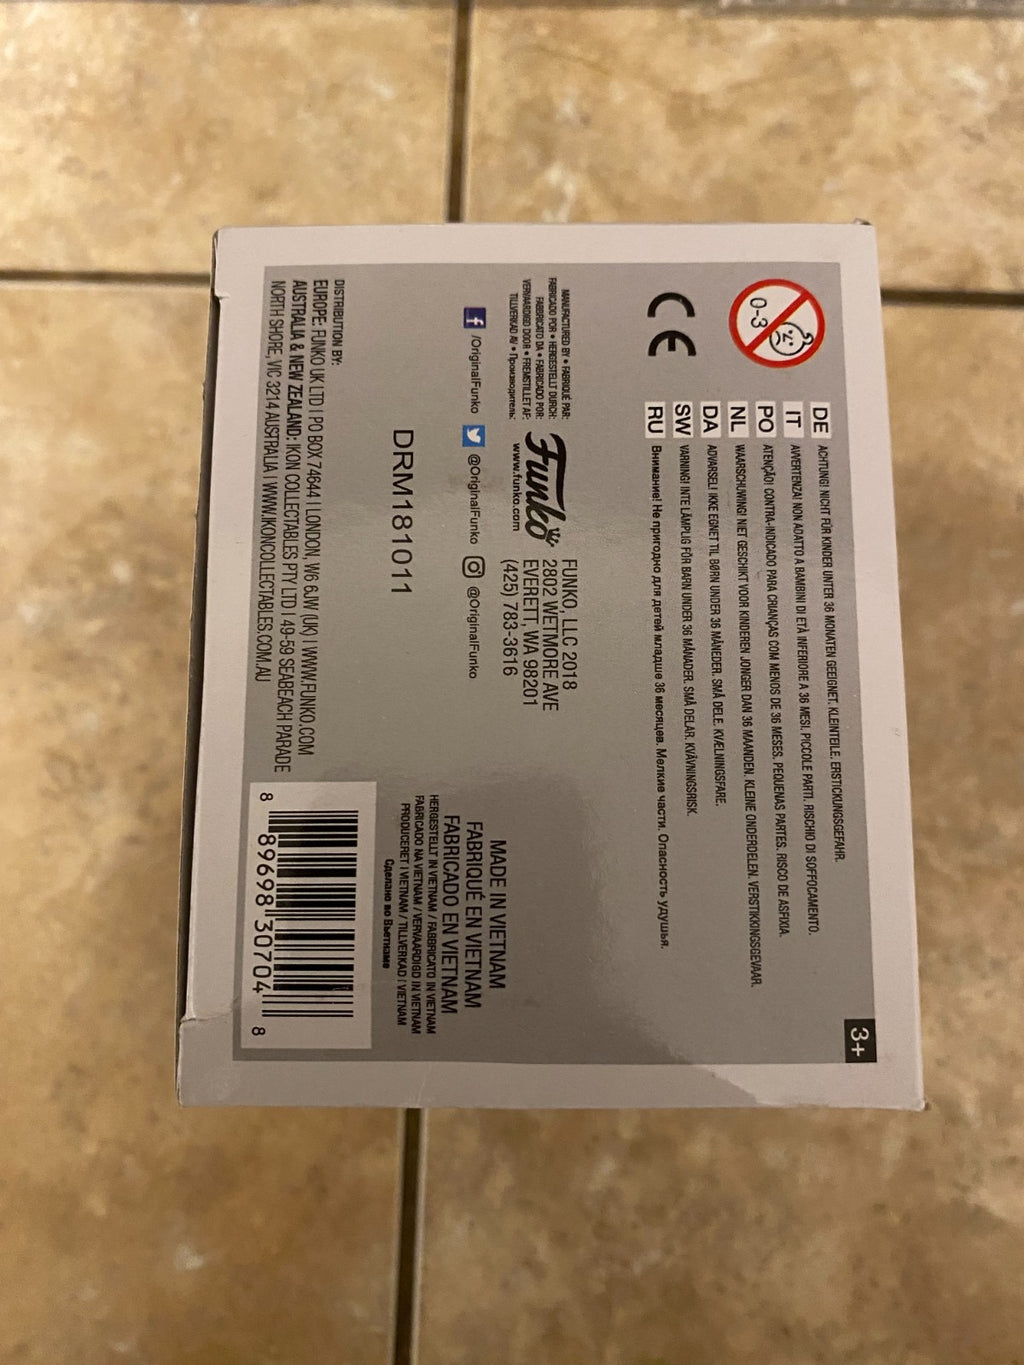 3+
0-3
DE ACHTUNG! NICHT FÜR KINDER UNTER 36 MONATEN GEEIGNET. KLEINTEILE. ERSTICKUNGSGEFAHR.
IT AVVERTENZA! NON ADATTO A BAMBINI DI ETÀ INFERIORE A 36 MESI. PICCOLE PARTI. RISCHIO DI SOFFOCAMENTO.
PO ATENÇÃO! CONTRA-INDICADO PARA CRIANÇAS COM MENOS DE 36 MESES. PEQUENAS PARTES. RISCO DE ASFIXIA.
NL WAARSCHUWING! NIET GESCHIKT VOOR KINDEREN JONGER DAN 36 MAANDEN. KLEINE ONDERDELEN. VERSTIKKINGSGEVAAR.
DA ADVARSEL! IKKE EGNET TIL BØRN UNDER 36 MÅNEDER. SMÅ DELE. KVÆLNINGSFARE.
SW VARNING! INTE LÄMPLIG FÖR BARN UNDER 36 MÅNADER. SMÅ DELAR. KVÄVNINGSRISK.
RU Внимание! Не пригодно для детей младше 36 месяцев. Мелкие части. Опасность удушья.
CE
MANUFACTURED BY • FABRIQUÉ PAR:
FABRICADO POR • HERGESTELLT DURCH:
FABBRICATO DA • FABRICADO POR:
VERVAARDIGD DOOR • FREMSTILLET AF:
TILLVERKAD AV • Производитель:
Funko
www.funko.com
FUNKO, LLC 2018
2802 WETMORE AVE
EVERETT, WA 98201
(425) 783-3616
/OriginalFunko @OriginalFunko @OriginalFunko
MADE IN VIETNAM
FABRIQUÉ EN VIETNAM
FABRICADO EN VIETNAM
HERGESTELLT IN VIETNAM / FABBRICATO IN VIETNAM
FABRICADO NA VIETNAM / VERVAARDIGD IN VIETNAM
PRODUCERET I VIETNAM / TILLVERKAD I VIETNAM
Сделано во Вьетнаме
DRM181011
DISTRIBUTION BY:
EUROPE: FUNKO UK LTD | PO BOX 74644 | LONDON, W6 6JW (UK) | WWW.FUNKO.COM
AUSTRALIA & NEW ZEALAND: IKON COLLECTABLES PTY LTD | 49-59 SEABEACH PARADE
NORTH SHORE, VIC 3214 AUSTRALIA | WWW.IKONCOLLECTABLES.COM.AU
8 89698 30704 8